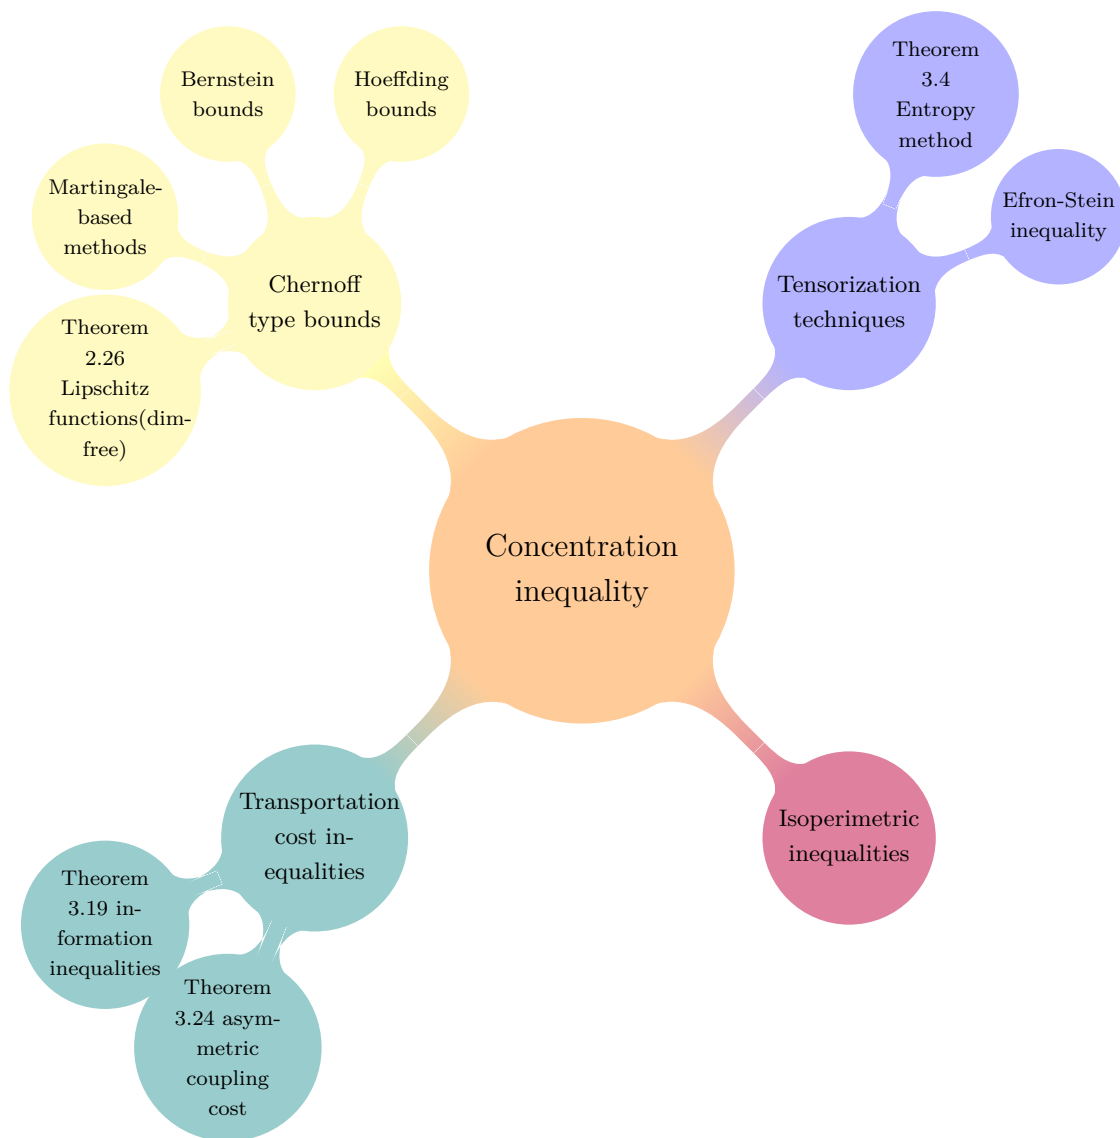 Bernstein
bounds
Hoeffding
bounds
Martingale-
based
methods
Theorem
2.26
Lipschitz
functions(dim-
free)
Chernoff
type bounds
Theorem
3.4
Entropy
method
Efron-Stein
inequality
Tensorization
techniques
Concentration
inequality
Transportation
cost in-
equalities
Theorem
3.19 in-
formation
inequalities
Theorem
3.24 asym-
metric
coupling
cost
Isoperimetric
inequalities